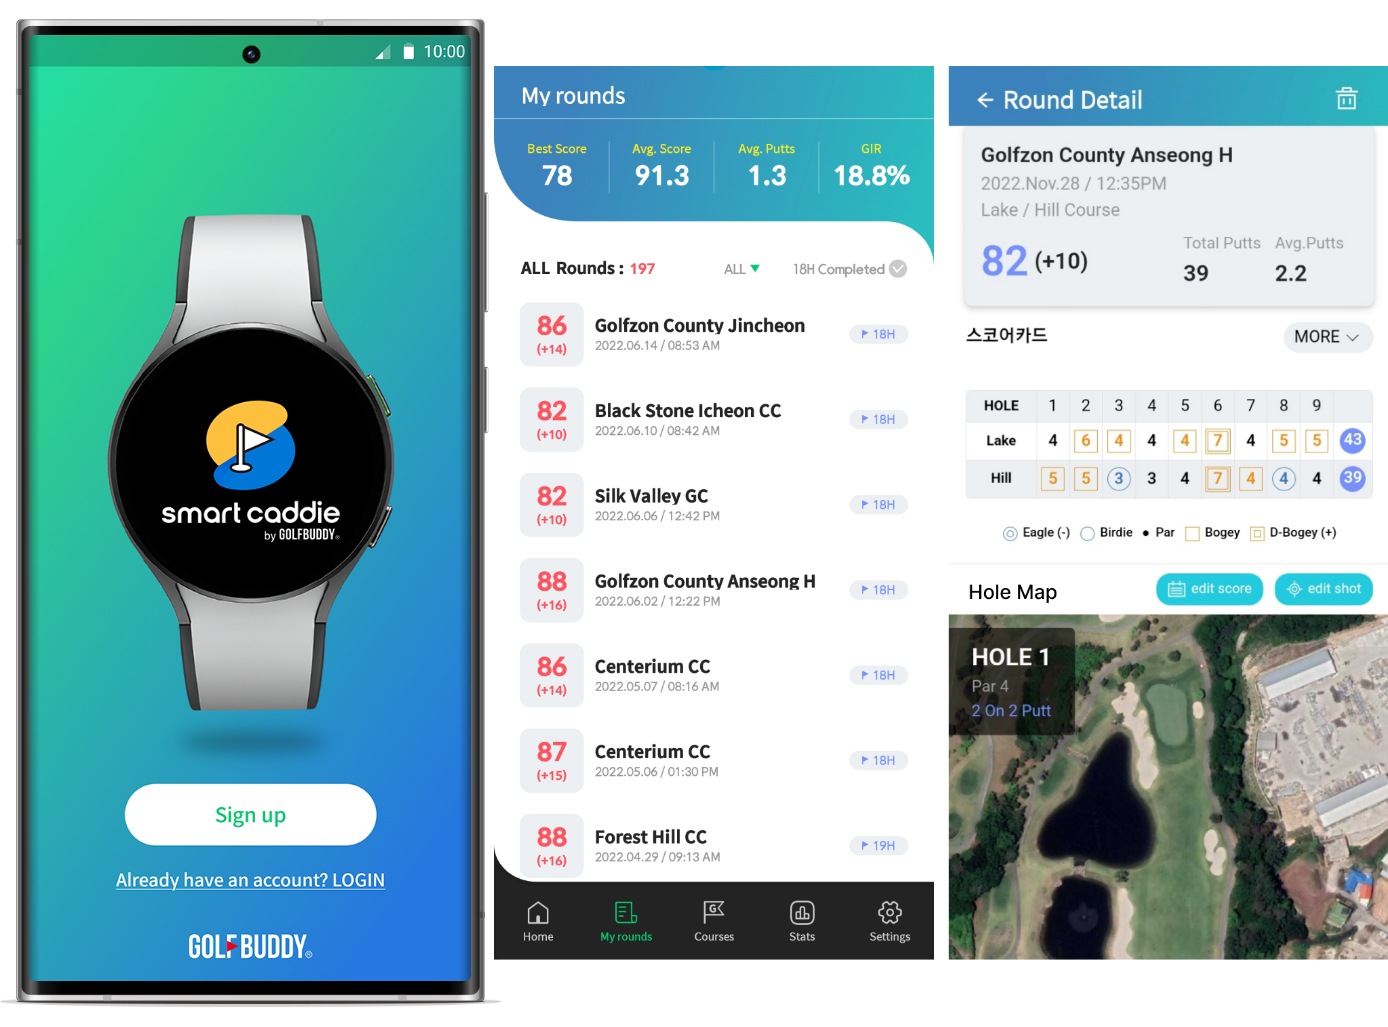 10:00
smart caddie
by GOLFBUDDY®
Sign up
Already have an account? LOGIN
GOLFBUDDY®
My rounds
Best Score Avg. Score Avg. Putts GIR
78 91.3 1.3 18.8%
ALL Rounds : 197 ALL 18H Completed
86 (+14)
Golfzon County Jincheon
2022.06.14 / 08:53 AM
18H
82 (+10)
Black Stone Icheon CC
2022.06.10 / 08:42 AM
18H
82 (+10)
Silk Valley GC
2022.06.06 / 12:42 PM
18H
88 (+16)
Golfzon County Anseong H
2022.06.02 / 12:22 PM
18H
86 (+14)
Centerium CC
2022.05.07 / 08:16 AM
18H
87 (+15)
Centerium CC
2022.05.06 / 01:30 PM
18H
88 (+16)
Forest Hill CC
2022.04.29 / 09:13 AM
19H
Home My rounds Courses Stats Settings
Round Detail
Golfzon County Anseong H
2022.Nov.28 / 12:35PM
Lake / Hill Course
Total Putts Avg.Putts
82 (+10) 39 2.2
스코어카드 MORE
HOLE 1 2 3 4 5 6 7 8 9
Lake 4 6 4 4 4 7 4 5 5 43
Hill 5 5 3 3 4 7 4 4 4 39
Eagle (-) Birdie Par Bogey D-Bogey (+)
Hole Map edit score edit shot
HOLE 1
Par 4
2 On 2 Putt